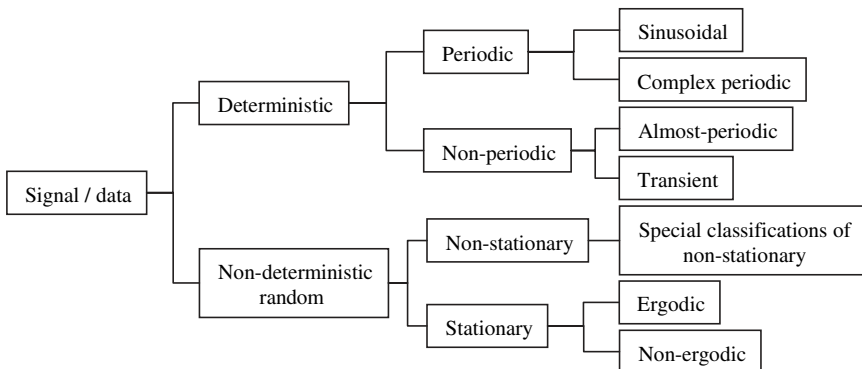 Signal / data
Deterministic
Periodic
Sinusoidal
Complex periodic
Non-periodic
Almost-periodic
Transient
Non-deterministic
random
Non-stationary
Special classifications of
non-stationary
Stationary
Ergodic
Non-ergodic